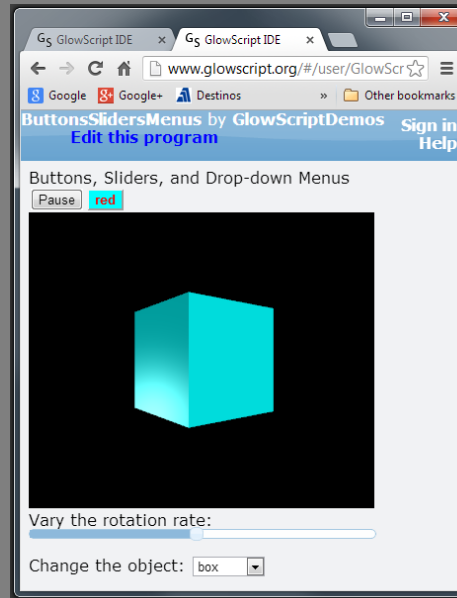 GS GlowScript IDE × GS GlowScript IDE ×
www.glowscript.org/#/user/GlowScr
Google Google+ Destinos » Other bookmarks
ButtonsSlidersMenus by GlowScriptDemos Sign in
Edit this program Help
Buttons, Sliders, and Drop-down Menus
Pause red
Vary the rotation rate:
Change the object: box